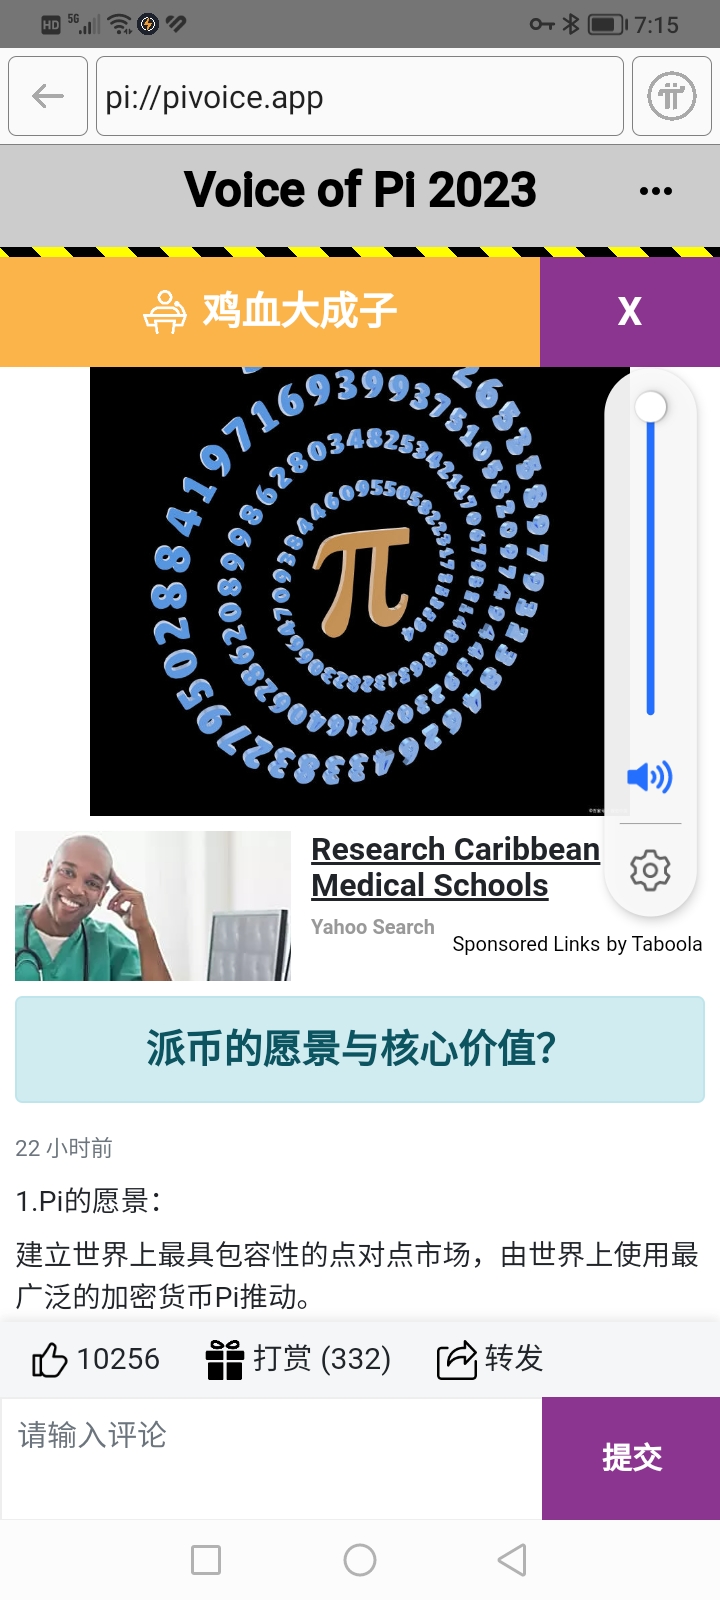 HD 5G 7:15
pi://pivoice.app
Voice of Pi 2023
鸡血大成子 X
π
Research Caribbean
Medical Schools
Yahoo Search
Sponsored Links by Taboola
派币的愿景与核心价值？
22 小时前
1.Pi的愿景：
建立世界上最具包容性的点对点市场，由世界上使用最
广泛的加密货币Pi推动。
10256 打赏 (332) 转发
请输入评论
提交